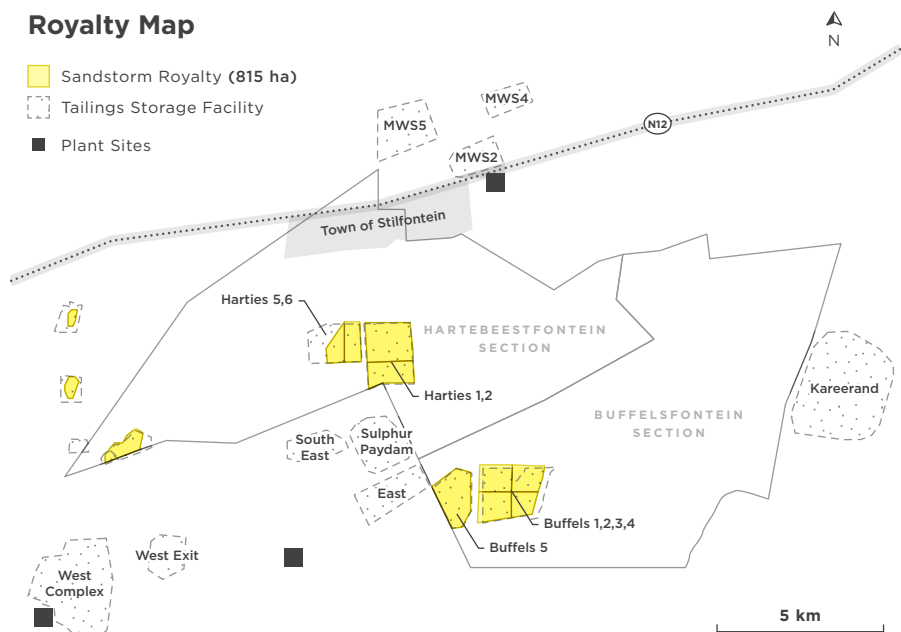 Royalty Map
N
Sandstorm Royalty (815 ha)
Tailings Storage Facility
Plant Sites
MWS4
MWS5
N12
MWS2
Town of Stilfontein
Harties 5,6
HARTEBEESTFONTEIN
SECTION
Kareerand
Harties 1,2
BUFFELSFONTEIN
SECTION
South
East
Sulphur
Paydam
East
Buffels 1,2,3,4
Buffels 5
West Exit
West
Complex
5 km